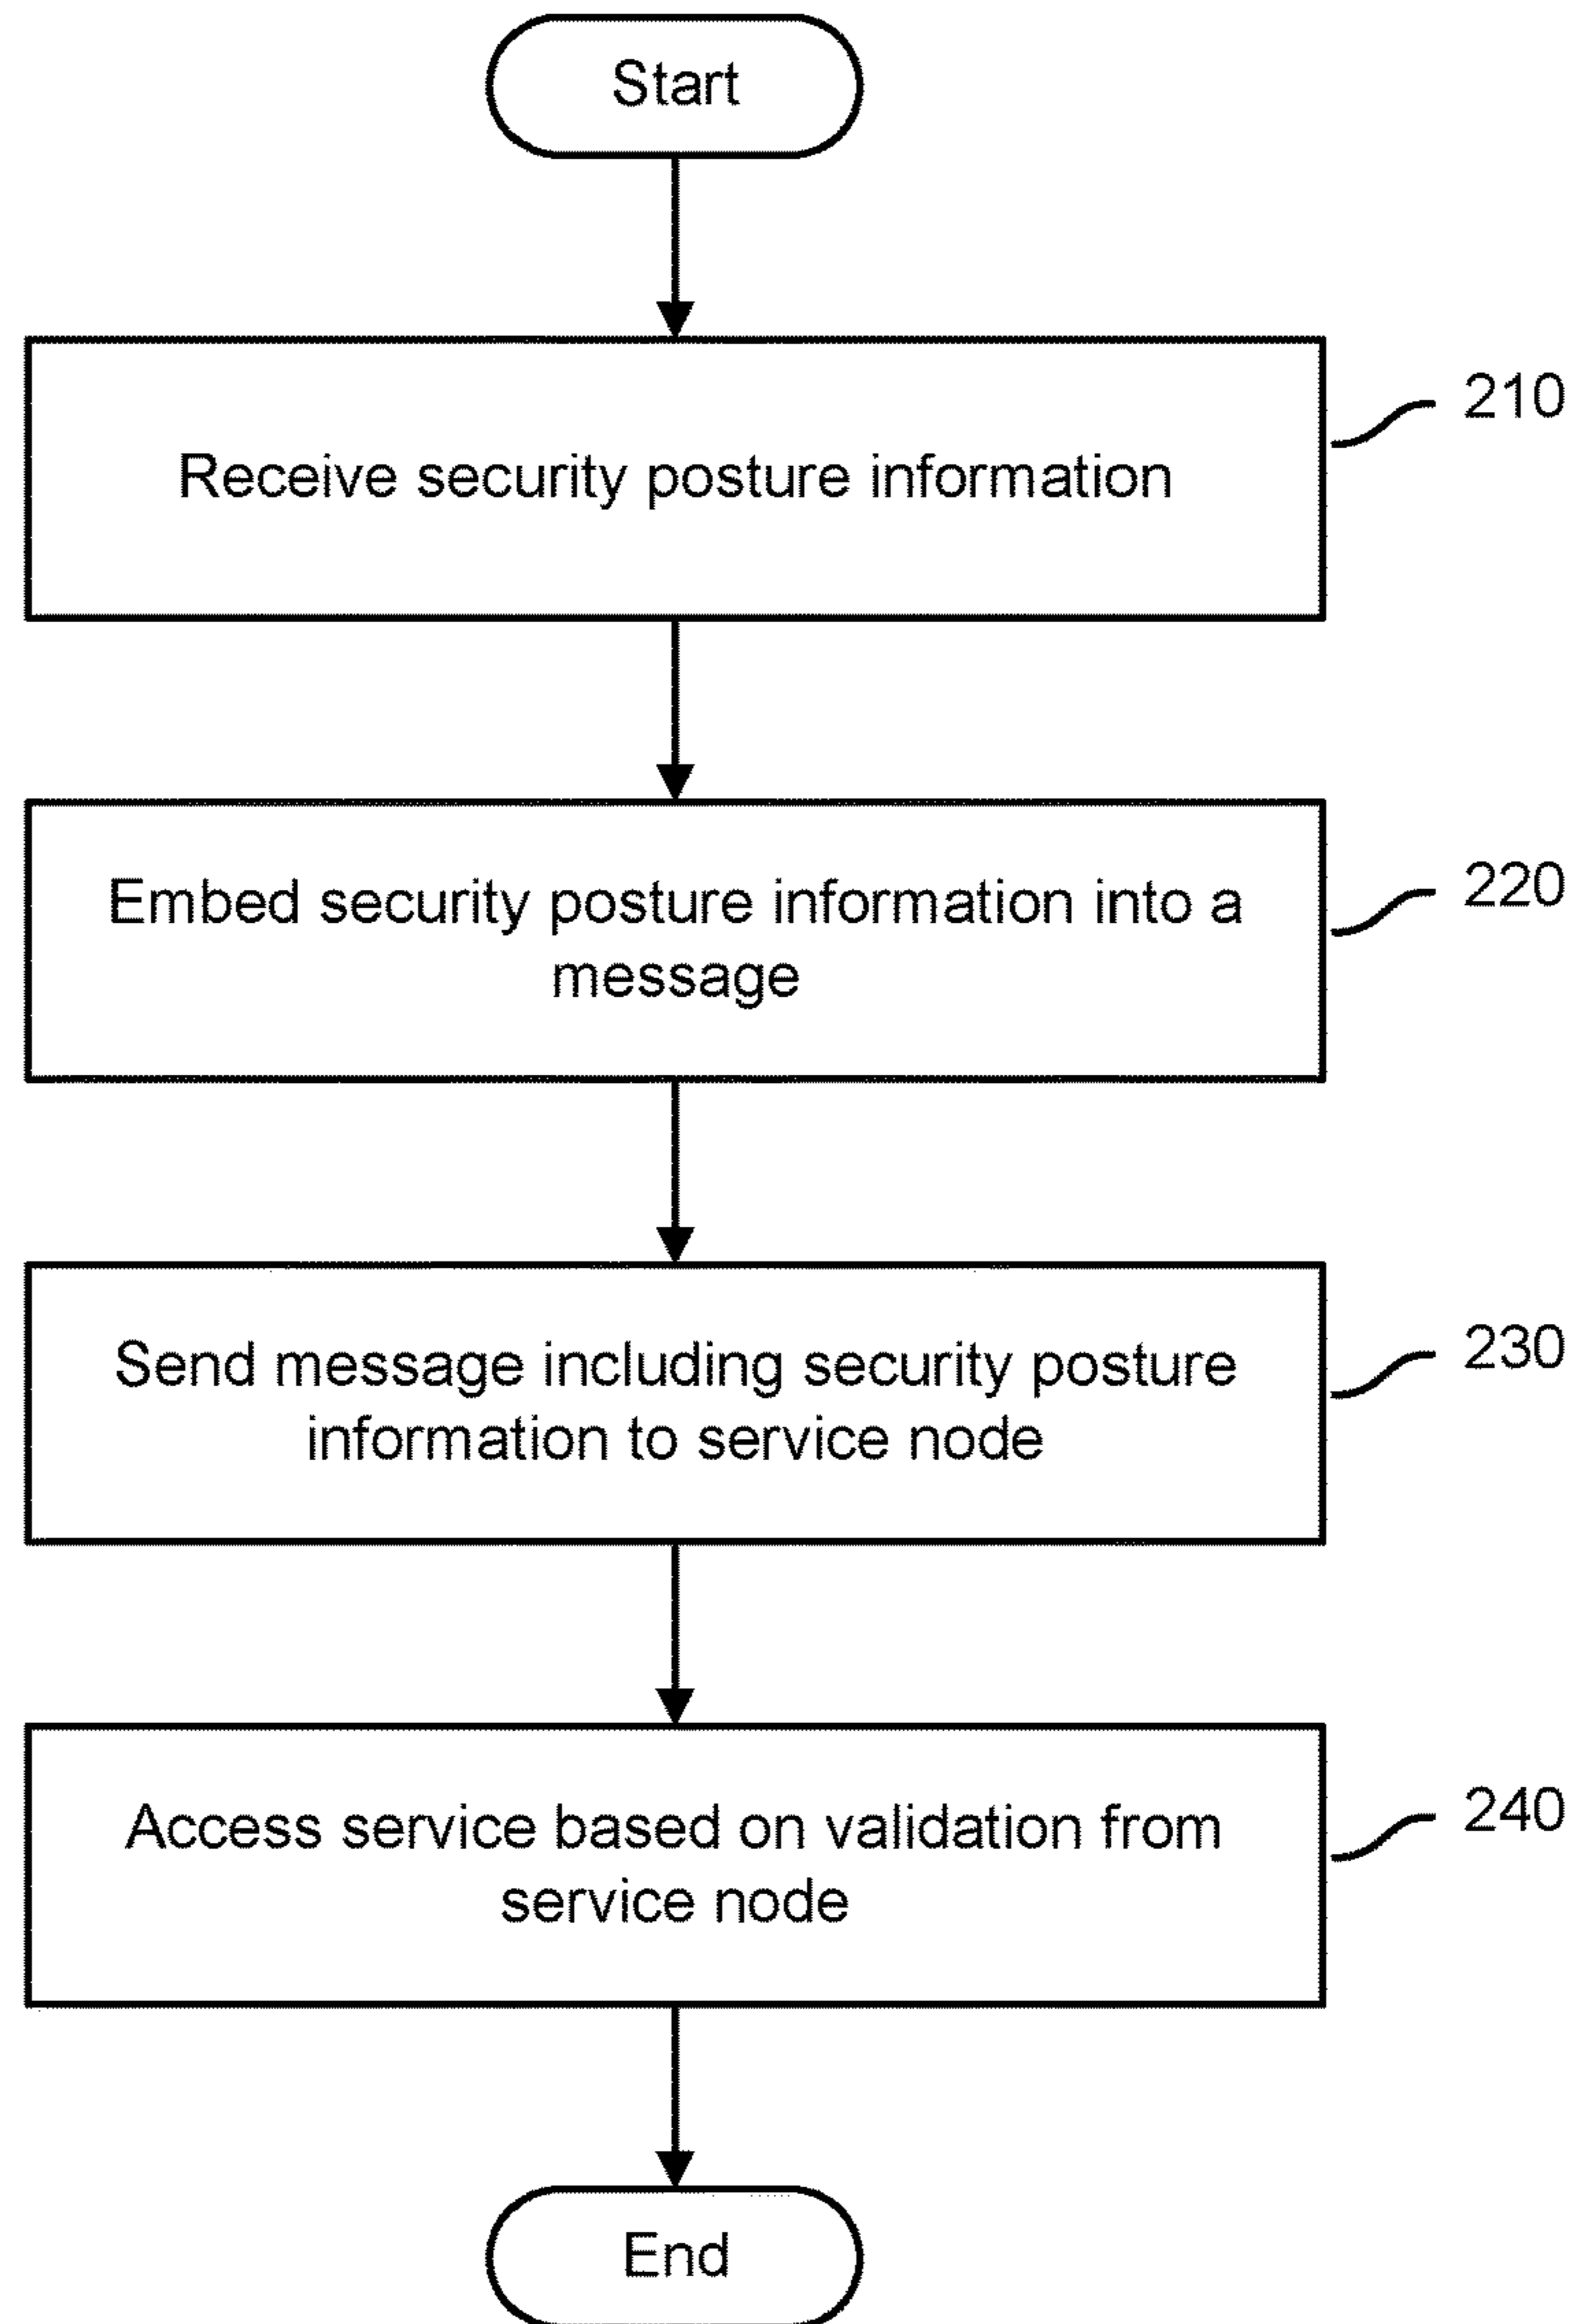 Start
Receive security posture information
210
Embed security posture information into a
message
220
Send message including security posture
information to service node
230
Access service based on validation from
service node
240
End